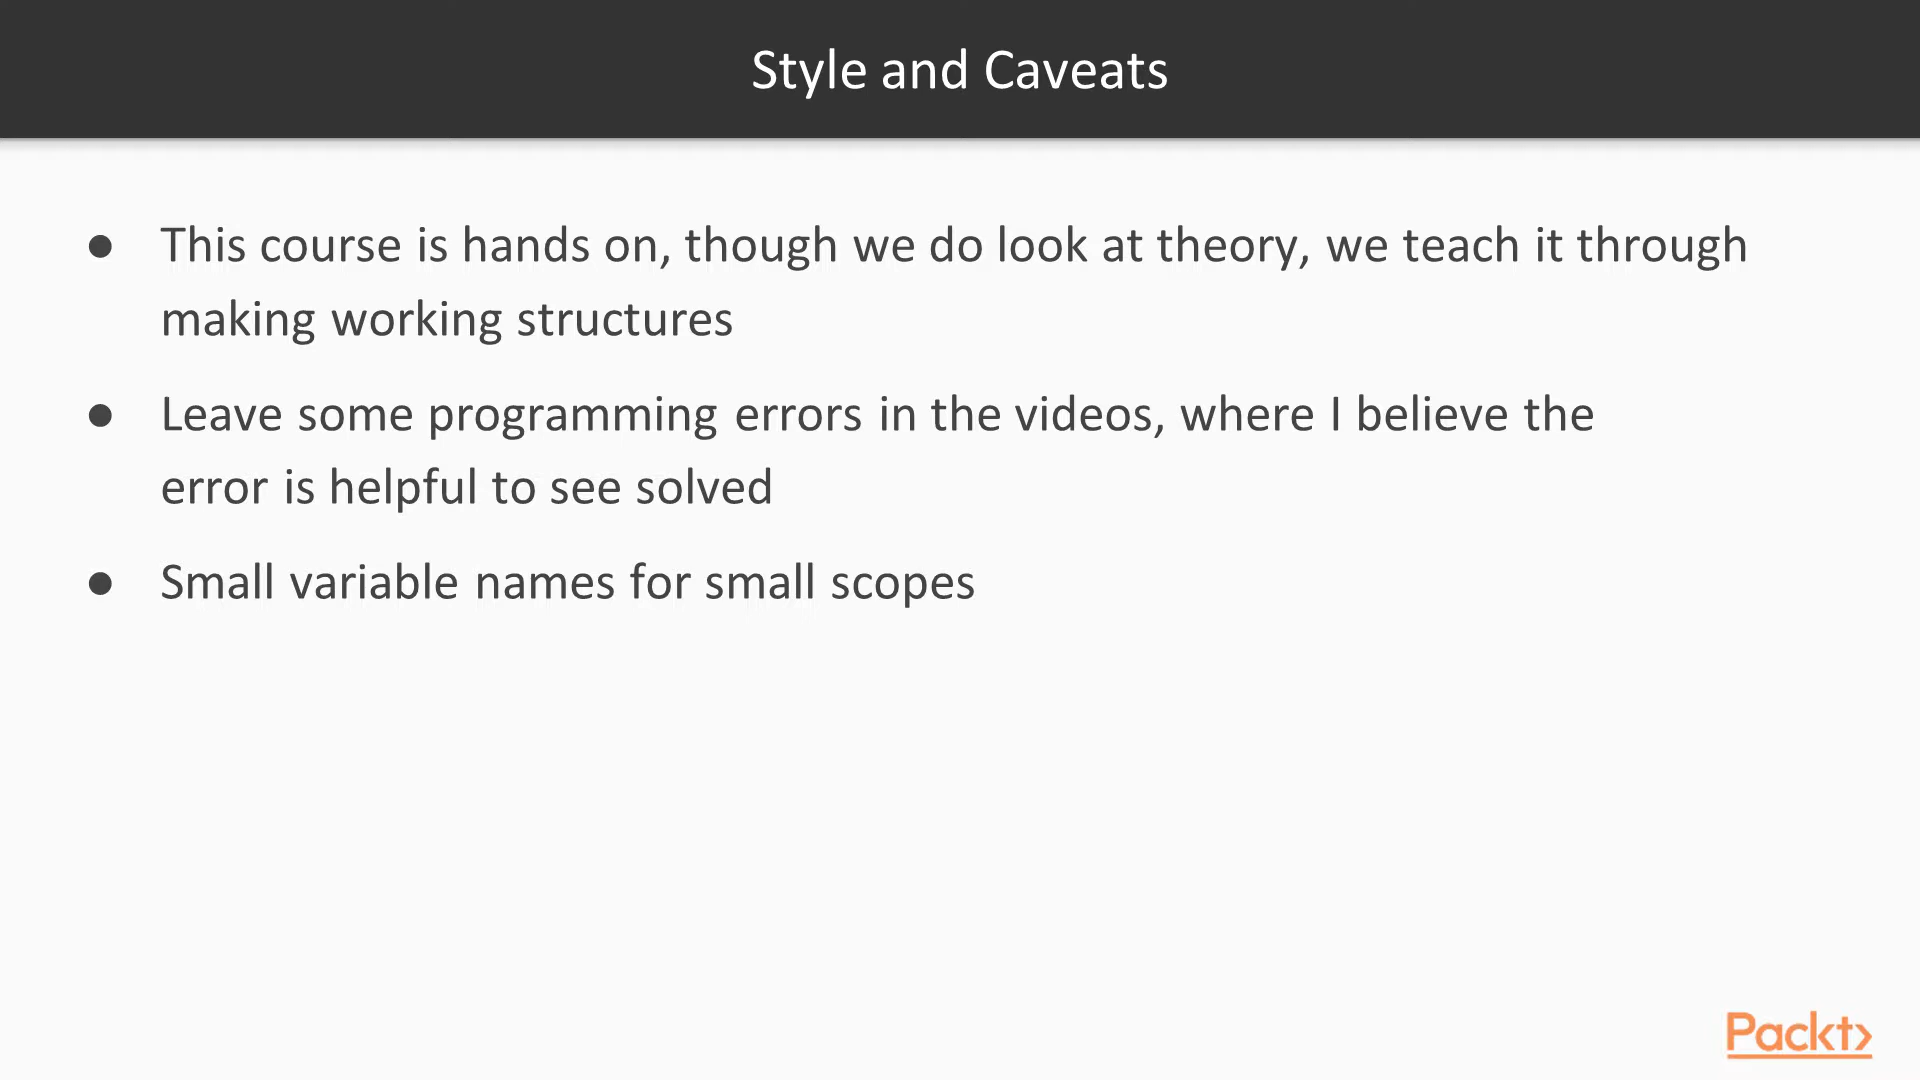 Style and Caveats
● This course is hands on, though we do look at theory, we teach it through
making working structures
● Leave some programming errors in the videos, where I believe the
error is helpful to see solved
● Small variable names for small scopes
Packt>